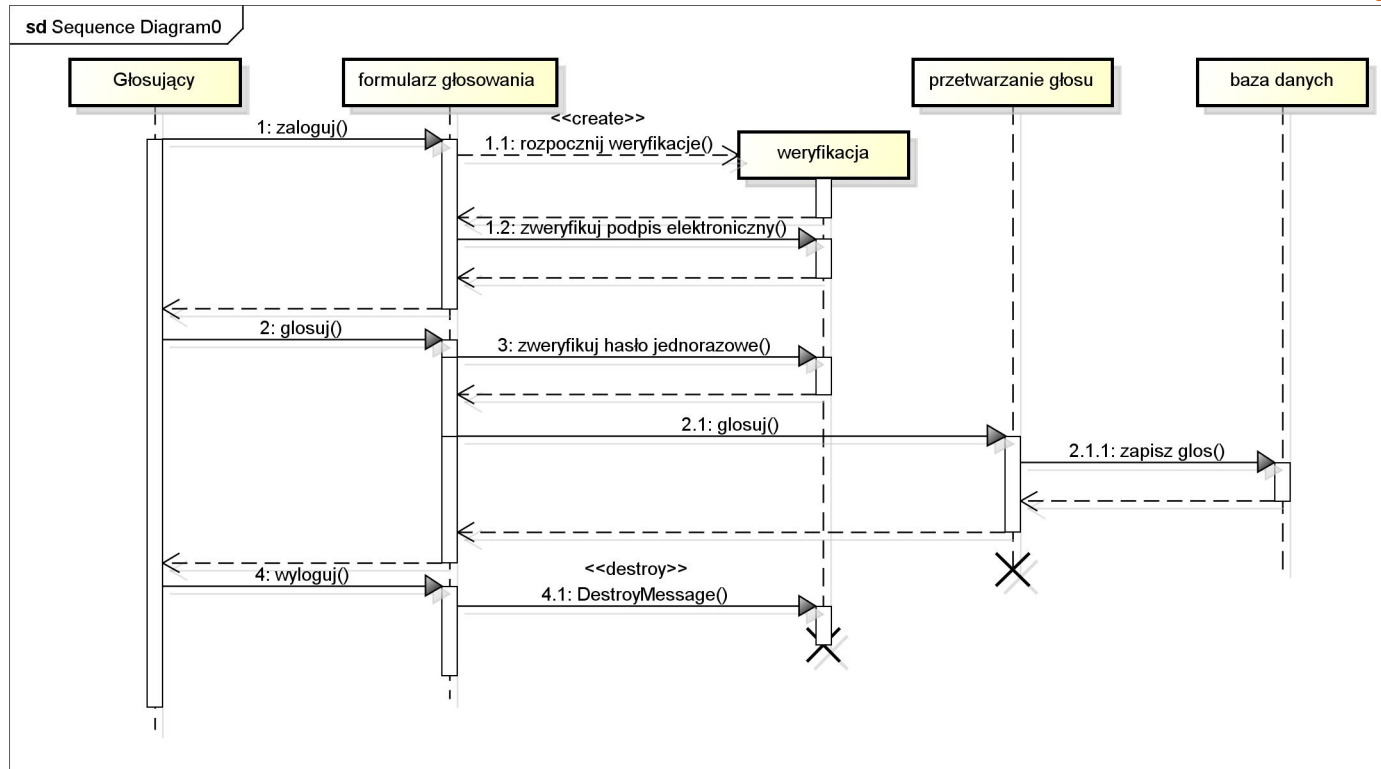 sd Sequence Diagram0
Głosujący
formularz głosowania
przetwarzanie głosu
baza danych
1: zaloguj()
<<create>>
1.1: rozpocznij weryfikacje()
weryfikacja
1.2: zweryfikuj podpis elektroniczny()
2: glosuj()
3: zweryfikuj hasło jednorazowe()
2.1: glosuj()
2.1.1: zapisz glos()
<<destroy>>
4: wyloguj()
4.1: DestroyMessage()